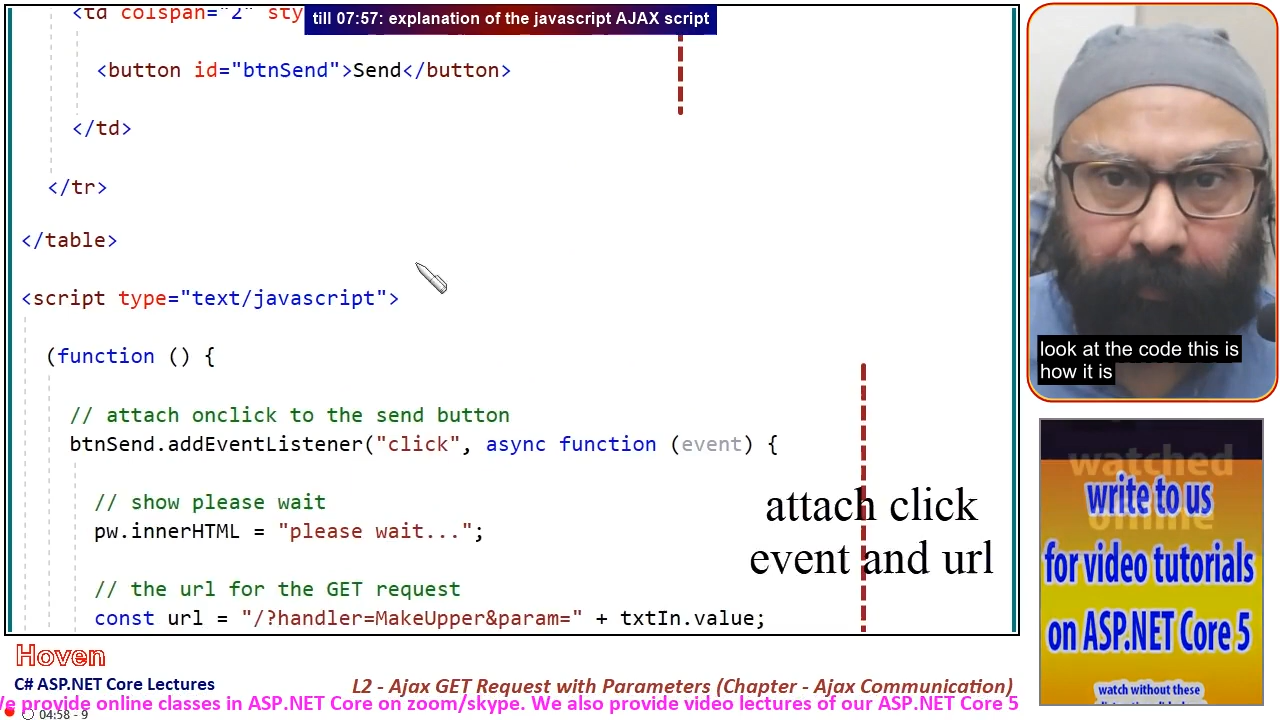 till 07:57: explanation of the javascript AJAX script
<td colspan="2" sty
<button id="btnSend">Send</button>
</td>
</tr>
</table>
<script type="text/javascript">
(function () {
// attach onclick to the send button
btnSend.addEventListener("click", async function (event) {
// show please wait
pw.innerHTML = "please wait...";
// the url for the GET request
const url = "/?handler=MakeUpper&param=" + txtIn.value;
attach click
event and url
look at the code this is
how it is
watched
online
write to us
for video tutorials
on ASP.NET Core 5
watch without these
Hoven
C# ASP.NET Core Lectures
L2 - Ajax GET Request with Parameters (Chapter - Ajax Communication)
e provide online classes in ASP.NET Core on zoom/skype. We also provide video lectures of our ASP.NET Core 5
04:58 - 9